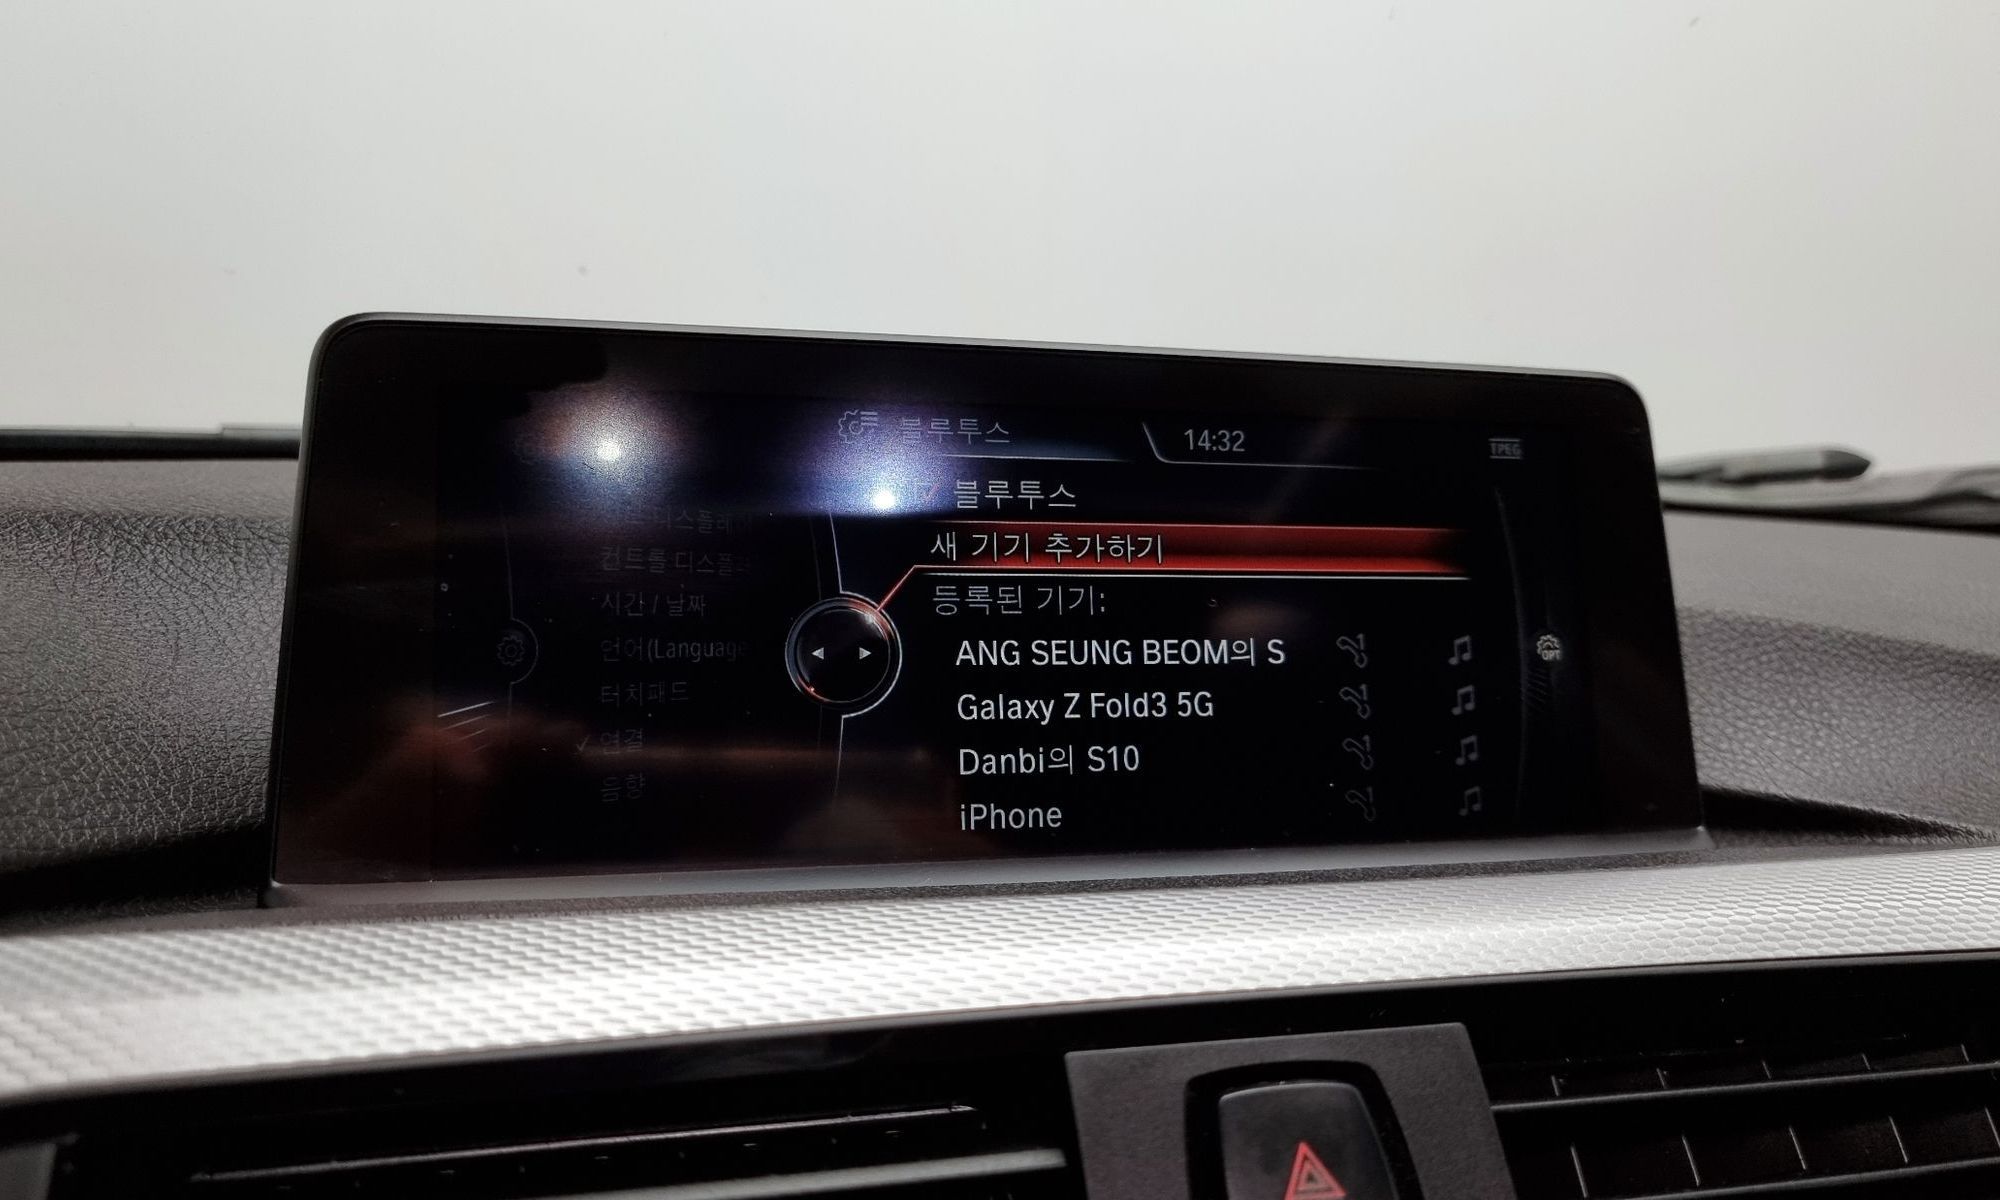 블루투스
14:32
TPEG
블루투스
새 기기 추가하기
등록된 기기:
ANG SEUNG BEOM의 S
Galaxy Z Fold3 5G
Danbi의 S10
iPhone
OPT
컨트롤 디스플레
시간 / 날짜
언어(Language
터치패드
연결
음향